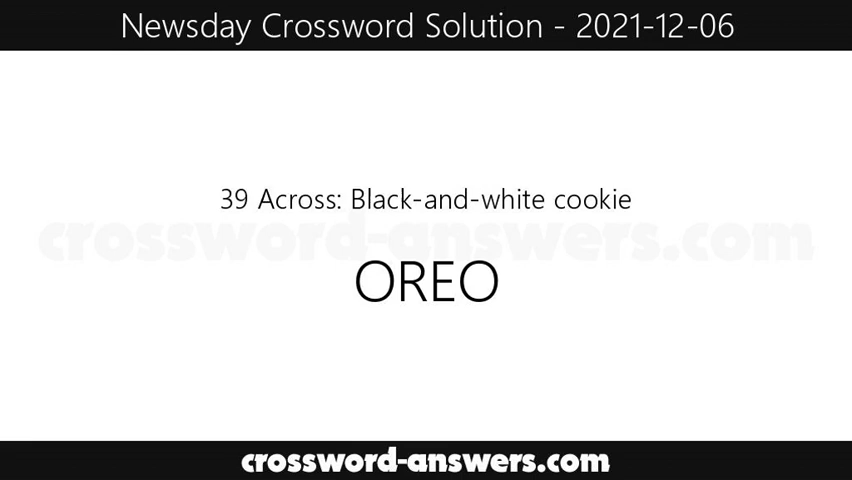 Newsday Crossword Solution - 2021-12-06
39 Across: Black-and-white cookie
crossword-answers.com
OREO
crossword-answers.com